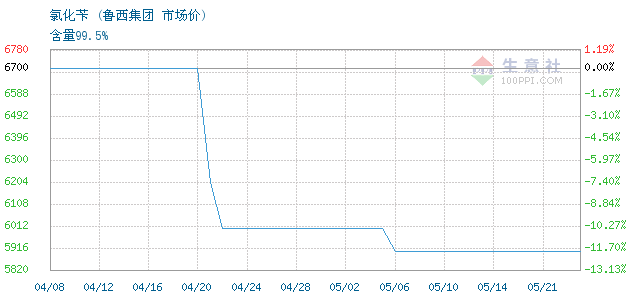 氯化苄 (鲁西集团 市场价)
含量99.5%
6780 1.19%
6700 0.00%
生意社
100PPI.COM
6588 -1.67%
6492 -3.10%
6396 -4.54%
6300 -5.97%
6204 -7.40%
6108 -8.84%
6012 -10.27%
5916 -11.70%
5820 -13.13%
04/08 04/12 04/16 04/20 04/24 04/28 05/02 05/06 05/10 05/14 05/21